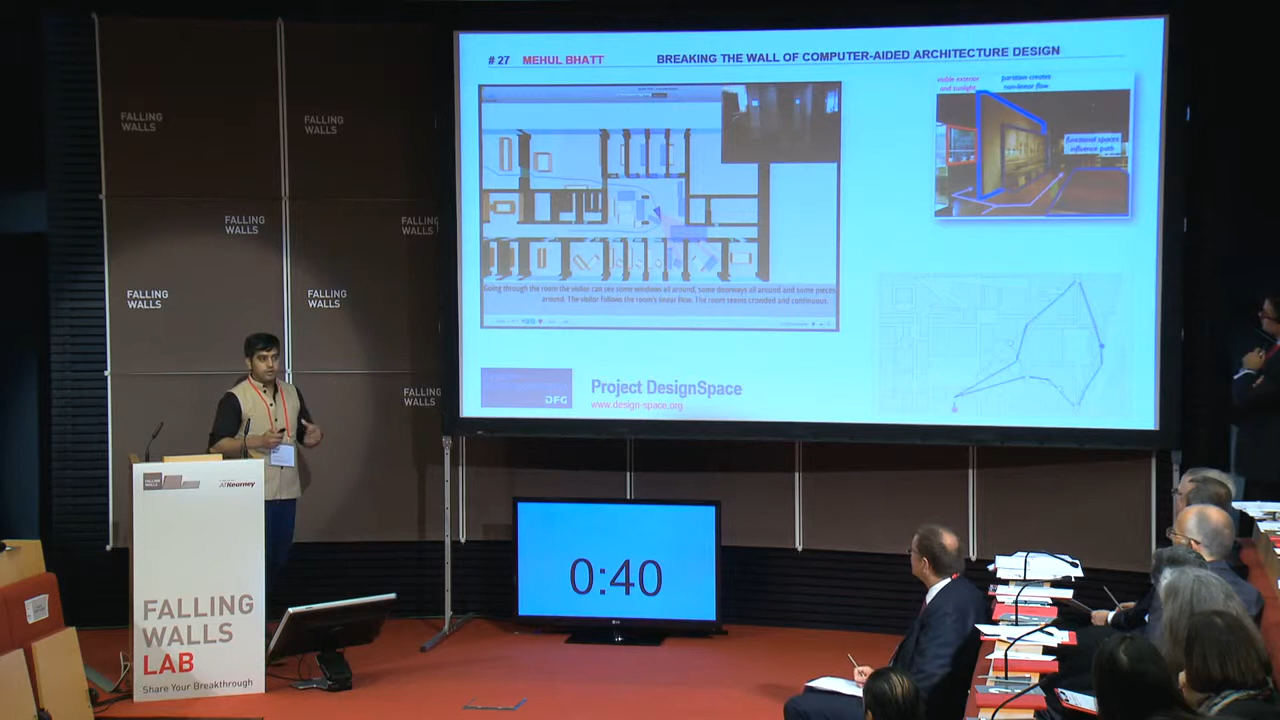 # 27 MEHUL BHATT BREAKING THE WALL OF COMPUTER-AIDED ARCHITECTURE DESIGN
visible exterior
and sunlight
partition creates
non-linear flow
functional spaces
influence path
Going through the room the visitor can see some windows all around, some doorways all around and some pieces
around. The visitor follows the room's linear flow. The room seems crowded and continuous.
DFG
Project DesignSpace
www.design-space.org
FALLING
WALLS
FALLING
WALLS
FALLING
WALLS
FALLING
WALLS
FALLING
WALLS
FALLING
WALLS
FALLING
WALLS
0:40
LG
FALLING
WALLS
ATKearney
FALLING
WALLS
LAB
Share Your Breakthrough